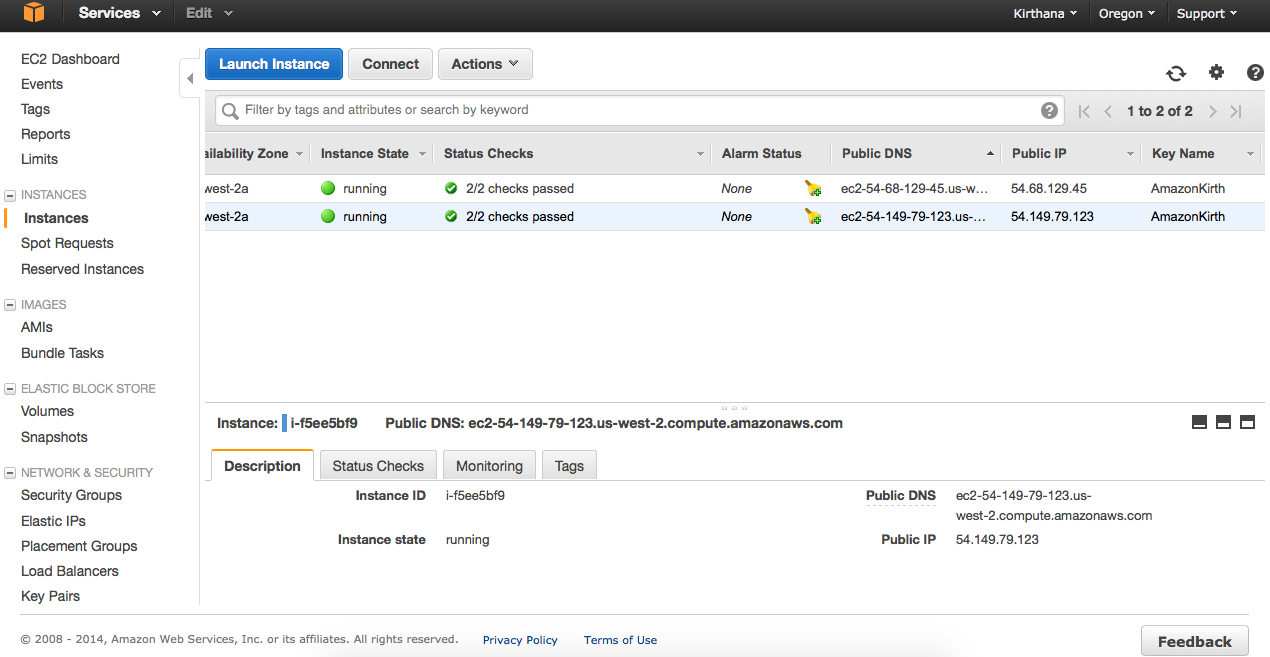 Services Edit Kirthana Oregon Support
EC2 Dashboard
Events
Tags
Reports
Limits
INSTANCES
Instances
Spot Requests
Reserved Instances
IMAGES
AMIs
Bundle Tasks
ELASTIC BLOCK STORE
Volumes
Snapshots
NETWORK & SECURITY
Security Groups
Elastic IPs
Placement Groups
Load Balancers
Key Pairs
Launch Instance Connect Actions
Filter by tags and attributes or search by keyword 1 to 2 of 2
ailability Zone Instance State Status Checks Alarm Status Public DNS Public IP Key Name
west-2a running 2/2 checks passed None ec2-54-68-129-45.us-w... 54.68.129.45 AmazonKirth
west-2a running 2/2 checks passed None ec2-54-149-79-123.us-... 54.149.79.123 AmazonKirth
Instance: i-f5ee5bf9 Public DNS: ec2-54-149-79-123.us-west-2.compute.amazonaws.com
Description Status Checks Monitoring Tags
Instance ID i-f5ee5bf9 Public DNS ec2-54-149-79-123.us-
west-2.compute.amazonaws.com
Instance state running Public IP 54.149.79.123
© 2008 - 2014, Amazon Web Services, Inc. or its affiliates. All rights reserved. Privacy Policy Terms of Use Feedback